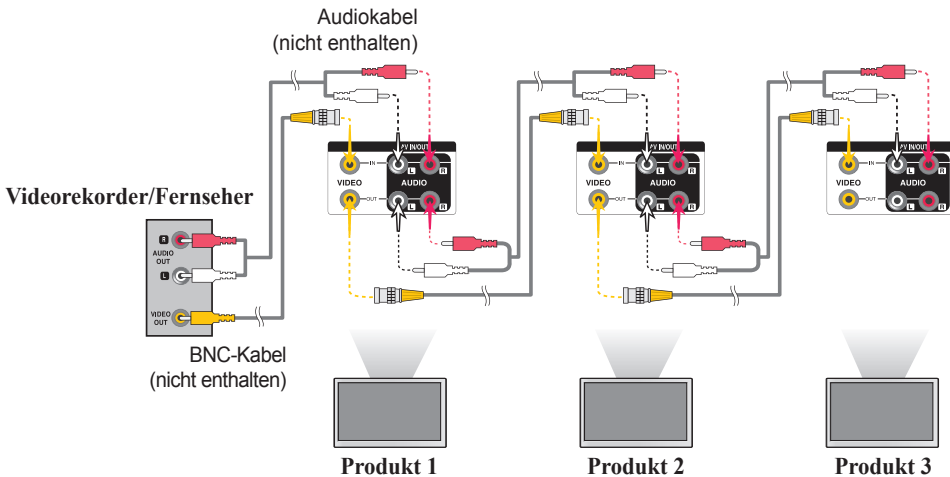 Audiokabel
(nicht enthalten)
Videorekorder/Fernseher
R
AUDIO
OUT
L
VIDEO
OUT
BNC-Kabel
(nicht enthalten)
AV IN/OUT
IN
L
R
VIDEO
AUDIO
OUT
L
R
AV IN/OUT
IN
L
R
VIDEO
AUDIO
OUT
L
R
AV IN/OUT
IN
L
R
VIDEO
AUDIO
OUT
L
R
Produkt 1
Produkt 2
Produkt 3